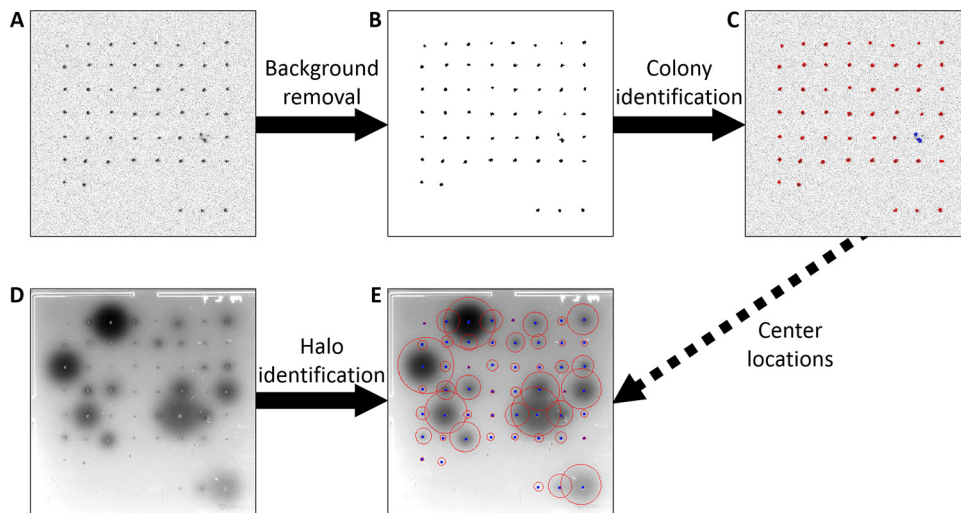 A
B
C
Background
removal
Colony
identification
D
E
Halo
identification
Center
locations